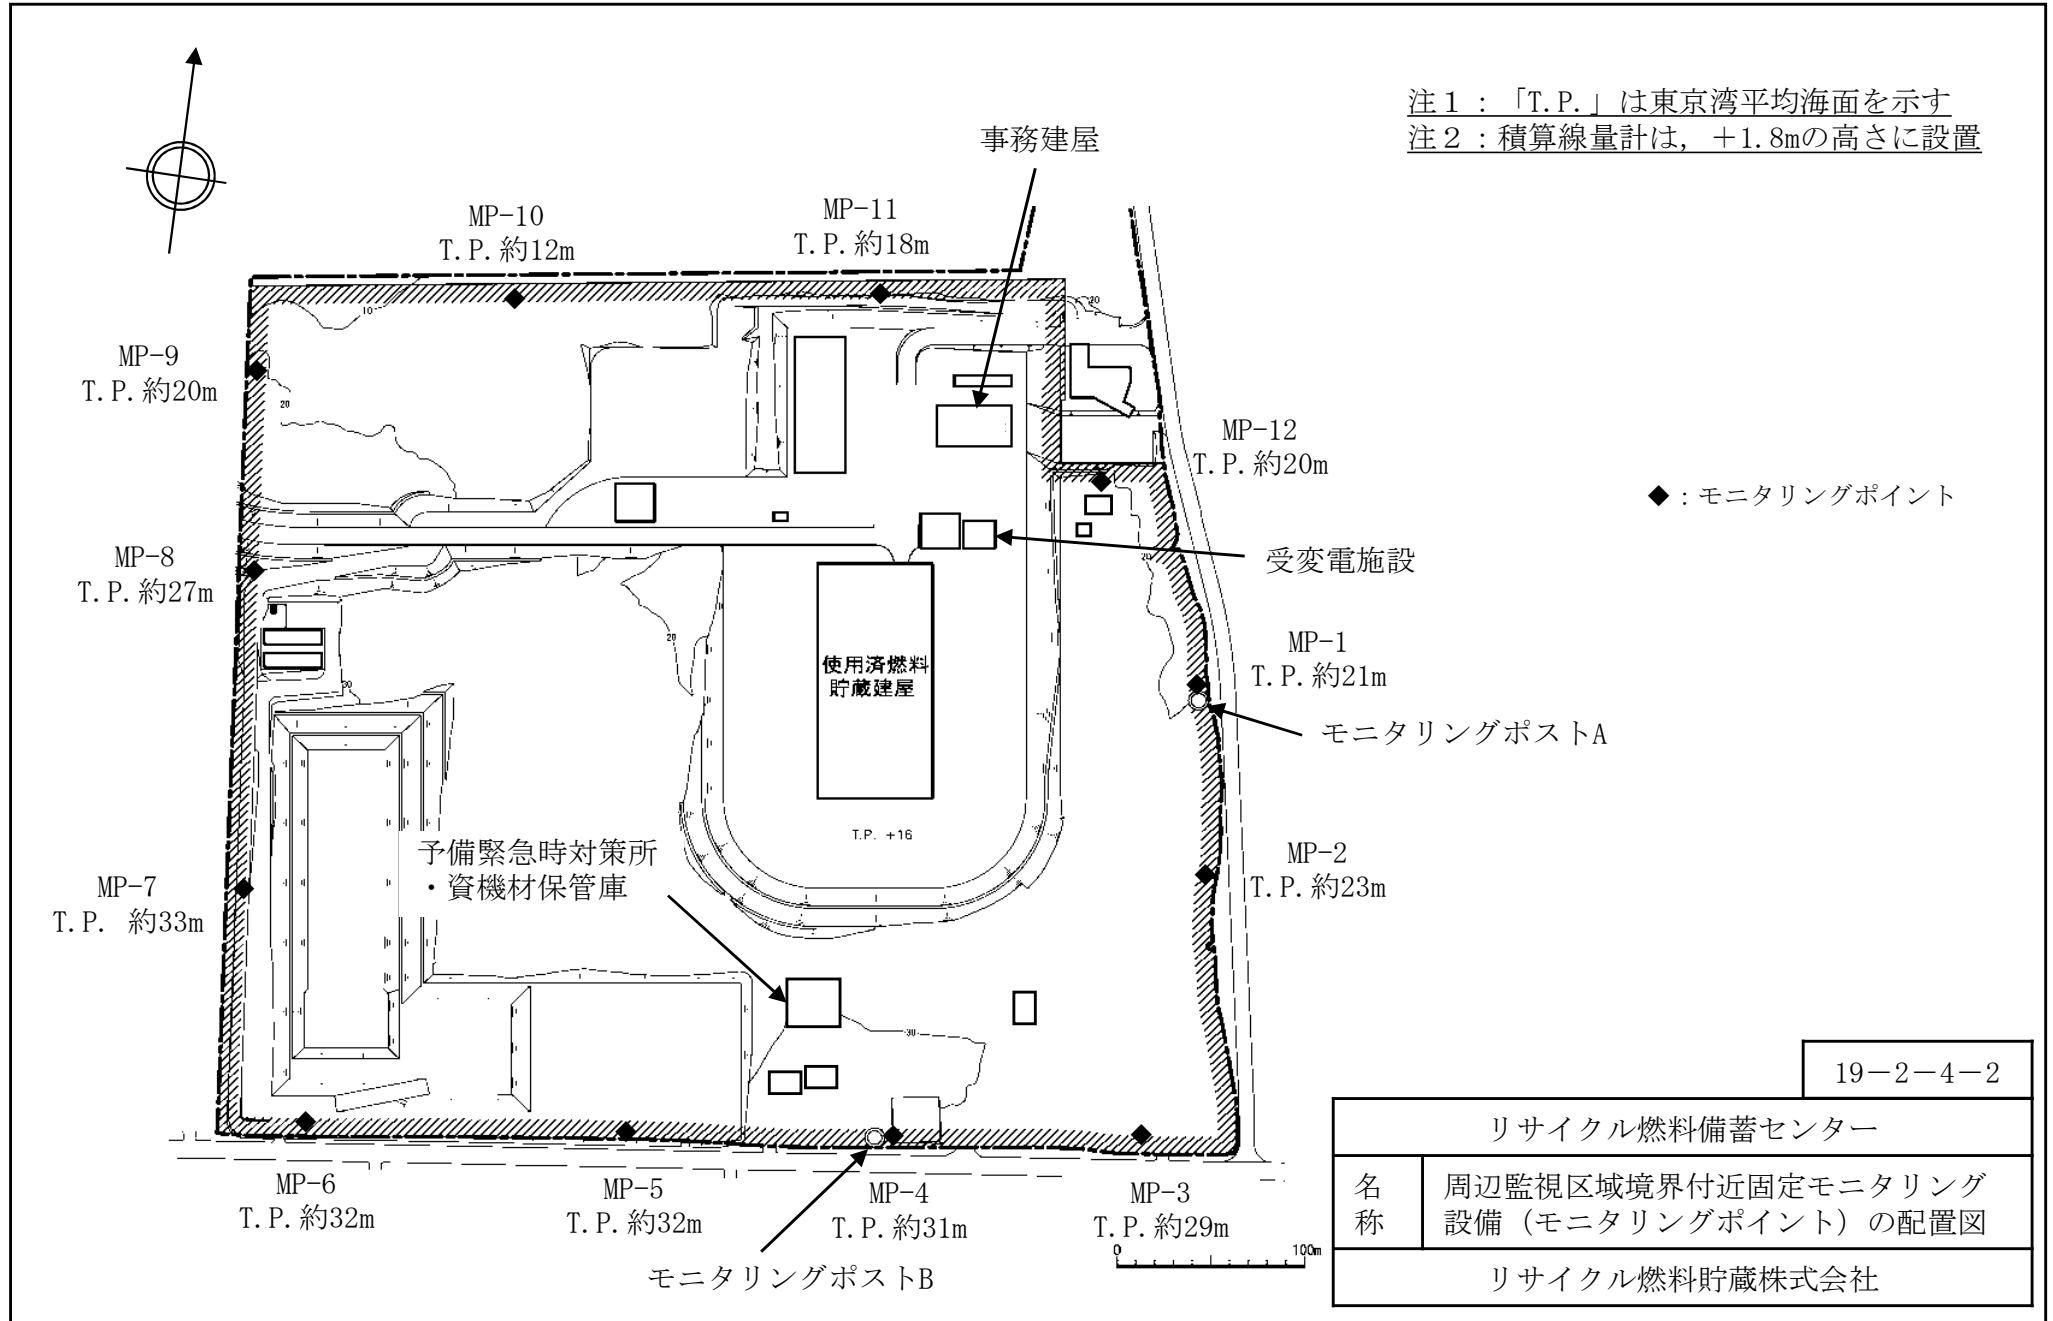 注１：「T.P.」は東京湾平均海面を示す
注２：積算線量計は，＋1.8mの高さに設置
事務建屋
MP−10
T.P.約12m
MP−11
T.P.約18m
10
20
MP−9
T.P.約20m
20
MP−12
T.P.約20m
◆：モニタリングポイント
MP−8
T.P.約27m
受変電施設
20
20
MP−1
T.P.約21m
使用済燃料
貯蔵建屋
30
モニタリングポストA
T.P. +16
予備緊急時対策所
・資機材保管庫
MP−2
T.P.約23m
MP−7
T.P. 約33m
30
19−2−4−2
リサイクル燃料備蓄センター
MP−6
T.P.約32m
MP−5
T.P.約32m
MP−4
T.P.約31m
MP−3
T.P.約29m
名称
周辺監視区域境界付近固定モニタリング
設備（モニタリングポイント）の配置図
0 100m
モニタリングポストB
リサイクル燃料貯蔵株式会社